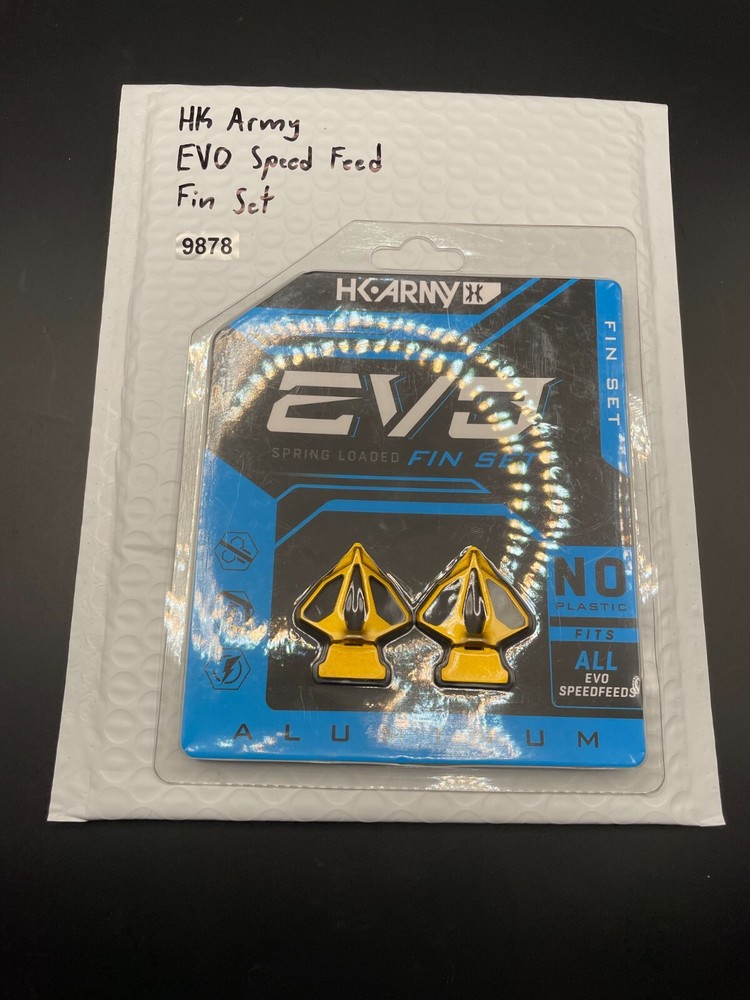 HK Army
EVO Speed Feed
Fin Set
9878
HK ARMY
FIN SET
EVO
SPRING LOADED FIN SET
NO
PLASTIC
FITS
ALL
EVO
SPEEDFEEDS
ALUMINUM